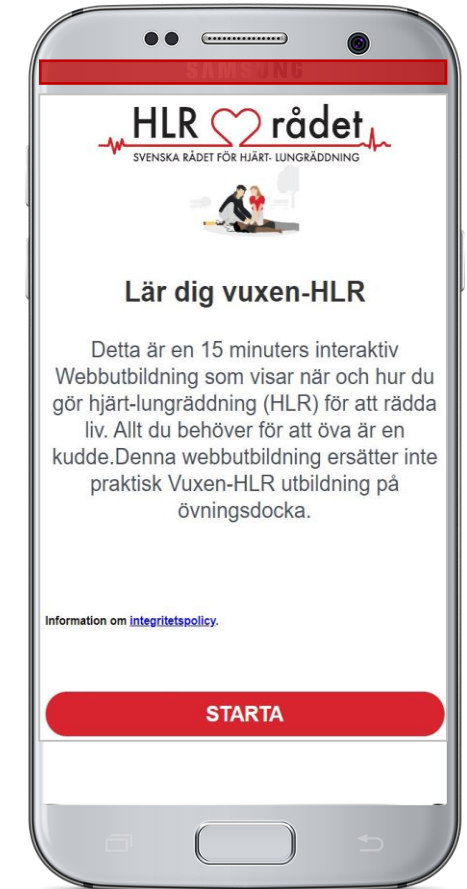 SAMSUNG
HLR rådet
SVENSKA RÅDET FÖR HJÄRT- LUNGRÄDDNING
Lär dig vuxen-HLR
Detta är en 15 minuters interaktiv
Webbutbildning som visar när och hur du
gör hjärt-lungräddning (HLR) för att rädda
liv. Allt du behöver för att öva är en
kudde.Denna webbutbildning ersätter inte
praktisk Vuxen-HLR utbildning på
övningsdocka.
Information om integritetspolicy.
STARTA